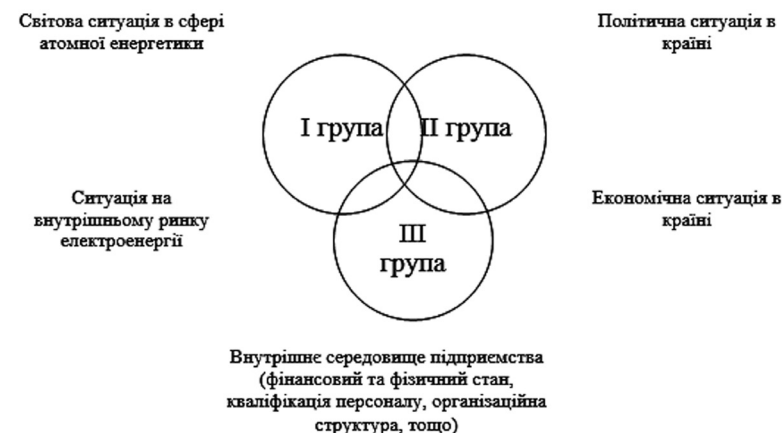 Світова ситуація в сфері
атомної енергетики
Політична ситуація в
країні
І група
ІІ група
Ситуація на
внутрішньому ринку
електроенергії
Економічна ситуація в
країні
ІІІ
група
Внутрішнє середовище підприємства
(фінансовий та фізичний стан,
кваліфікація персоналу, організаційна
структура, тощо)